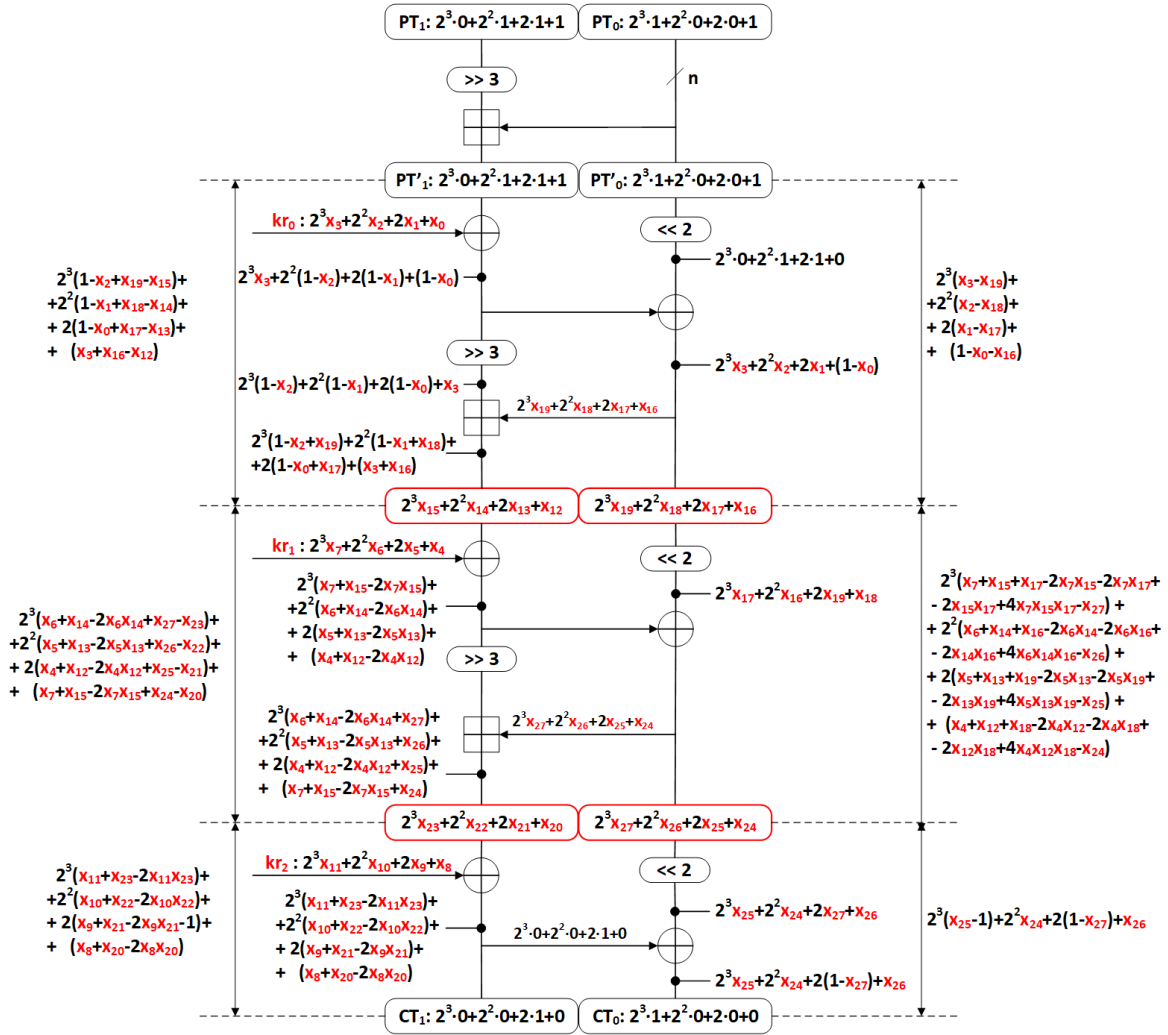 PT₁: 2³·0+2²·1+2·1+1
PT₀: 2³·1+2²·0+2·0+1
>> 3
n
PT'₁: 2³·0+2²·1+2·1+1
PT'₀: 2³·1+2²·0+2·0+1
kr₀ : 2³x₃+2²x₂+2x₁+x₀
<< 2
2³·0+2²·1+2·1+0
2³x₃+2²(1-x₂)+2(1-x₁)+(1-x₀)
2³(1-x₂+x₁₉-x₁₅)+
+2²(1-x₁+x₁₈-x₁₄)+
+ 2(1-x₀+x₁₇-x₁₃)+
+ (x₃+x₁₆-x₁₂)
2³(x₃-x₁₉)+
+2²(x₂-x₁₈)+
+ 2(x₁-x₁₇)+
+ (1-x₀-x₁₆)
>> 3
2³x₃+2²x₂+2x₁+(1-x₀)
2³(1-x₂)+2²(1-x₁)+2(1-x₀)+x₃
2³x₁₉+2²x₁₈+2x₁₇+x₁₆
2³(1-x₂+x₁₉)+2²(1-x₁+x₁₈)+
+2(1-x₀+x₁₇)+(x₃+x₁₆)
2³x₁₅+2²x₁₄+2x₁₃+x₁₂
2³x₁₉+2²x₁₈+2x₁₇+x₁₆
kr₁ : 2³x₇+2²x₆+2x₅+x₄
<< 2
2³(x₇+x₁₅-2x₇x₁₅)+
+2²(x₆+x₁₄-2x₆x₁₄)+
+ 2(x₅+x₁₃-2x₅x₁₃)+
+ (x₄+x₁₂-2x₄x₁₂)
2³x₁₇+2²x₁₆+2x₁₉+x₁₈
2³(x₆+x₁₄-2x₆x₁₄+x₂₇-x₂₃)+
+2²(x₅+x₁₃-2x₅x₁₃+x₂₆-x₂₂)+
+ 2(x₄+x₁₂-2x₄x₁₂+x₂₅-x₂₁)+
+ (x₇+x₁₅-2x₇x₁₅+x₂₄-x₂₀)
2³(x₇+x₁₅+x₁₇-2x₇x₁₅-2x₇x₁₇+
- 2x₁₅x₁₇+4x₇x₁₅x₁₇-x₂₇) +
+ 2²(x₆+x₁₄+x₁₆-2x₆x₁₄-2x₆x₁₆+
- 2x₁₄x₁₆+4x₆x₁₄x₁₆-x₂₆) +
+ 2(x₅+x₁₃+x₁₉-2x₅x₁₃-2x₅x₁₉+
- 2x₁₃x₁₉+4x₅x₁₃x₁₉-x₂₅) +
+ (x₄+x₁₂+x₁₈-2x₄x₁₂-2x₄x₁₈+
- 2x₁₂x₁₈+4x₄x₁₂x₁₈-x₂₄)
>> 3
2³(x₆+x₁₄-2x₆x₁₄+x₂₇)+
+2²(x₅+x₁₃-2x₅x₁₃+x₂₆)+
+ 2(x₄+x₁₂-2x₄x₁₂+x₂₅)+
+ (x₇+x₁₅-2x₇x₁₅+x₂₄)
2³x₂₇+2²x₂₆+2x₂₅+x₂₄
2³x₂₃+2²x₂₂+2x₂₁+x₂₀
2³x₂₇+2²x₂₆+2x₂₅+x₂₄
kr₂ : 2³x₁₁+2²x₁₀+2x₉+x₈
<< 2
2³(x₁₁+x₂₃-2x₁₁x₂₃)+
+2²(x₁₀+x₂₂-2x₁₀x₂₂)+
+ 2(x₉+x₂₁-2x₉x₂₁-1)+
+ (x₈+x₂₀-2x₈x₂₀)
2³(x₁₁+x₂₃-2x₁₁x₂₃)+
+2²(x₁₀+x₂₂-2x₁₀x₂₂)+
+ 2(x₉+x₂₁-2x₉x₂₁)+
+ (x₈+x₂₀-2x₈x₂₀)
2³x₂₅+2²x₂₄+2x₂₇+x₂₆
2³(x₂₅-1)+2²x₂₄+2(1-x₂₇)+x₂₆
2³·0+2²·0+2·1+0
2³x₂₅+2²x₂₄+2(1-x₂₇)+x₂₆
CT₁: 2³·0+2²·0+2·1+0
CT₀: 2³·1+2²·0+2·0+0